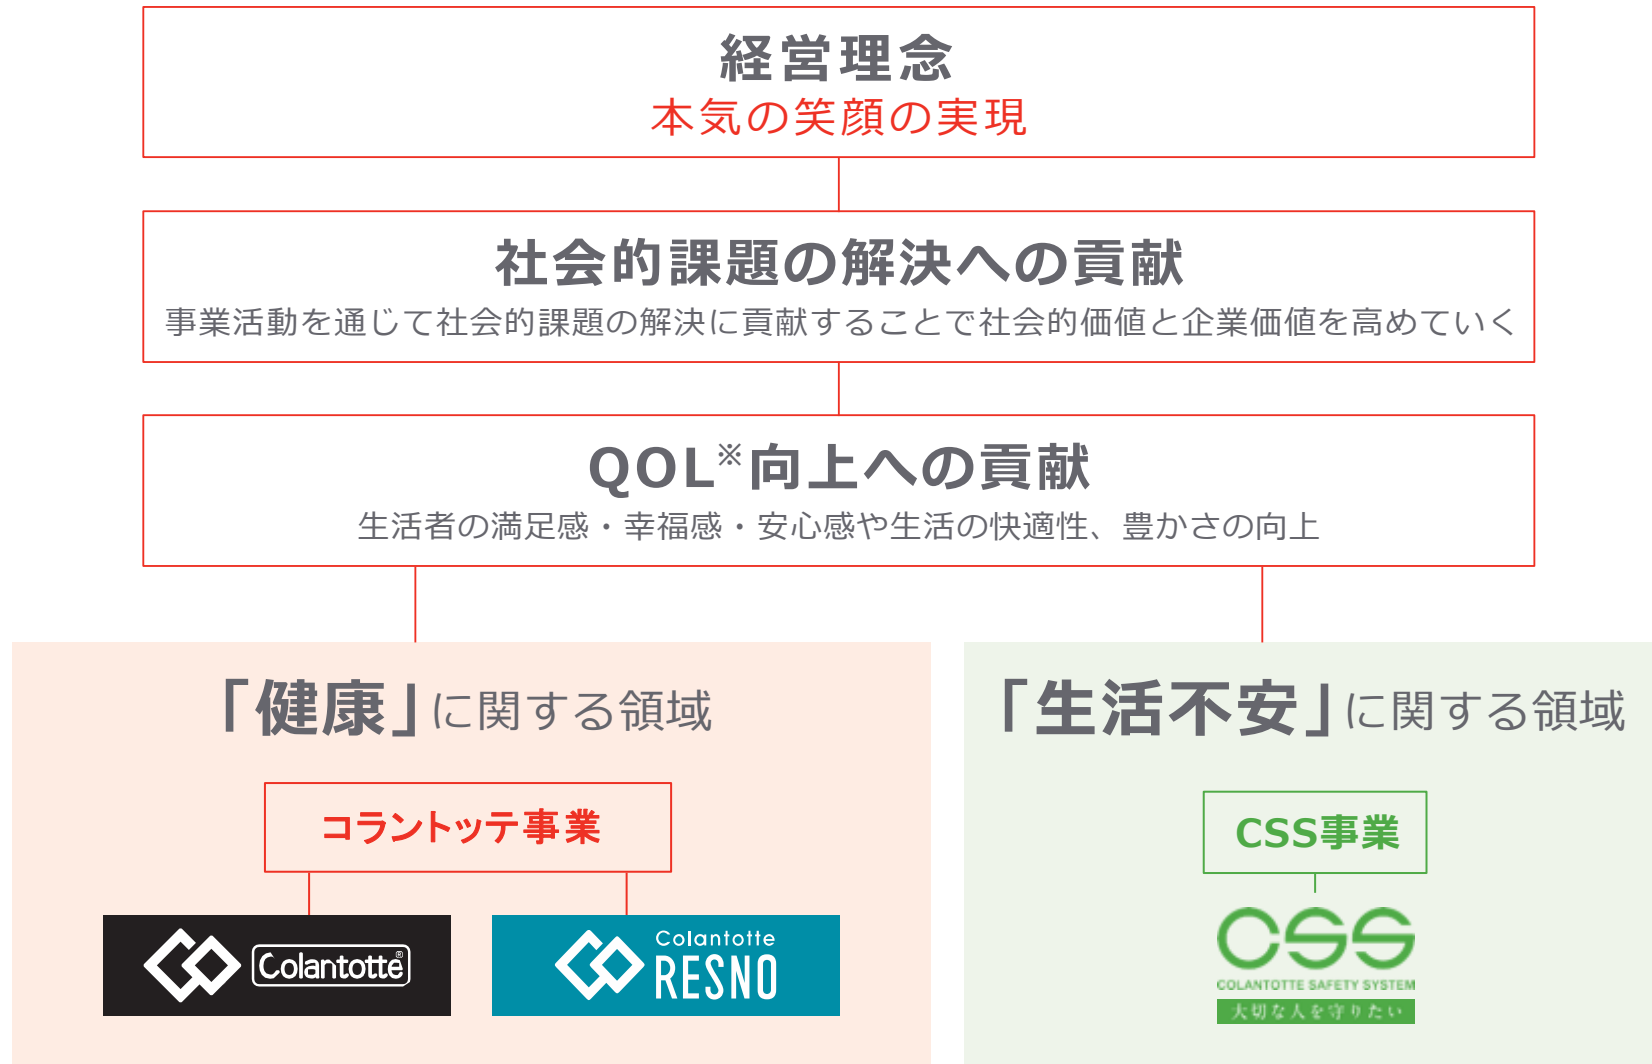 経営理念
本気の笑顔の実現
社会的課題の解決への貢献
事業活動を通じて社会的課題の解決に貢献することで社会的価値と企業価値を高めていく
QOL※向上への貢献
生活者の満足感・幸福感・安心感や生活の快適性、豊かさの向上
「健康」に関する領域
コラントッテ事業
Colantotte®
Colantotte
RESNO
「生活不安」に関する領域
CSS事業
CSS
COLANTOTTE SAFETY SYSTEM
大切な人を守りたい